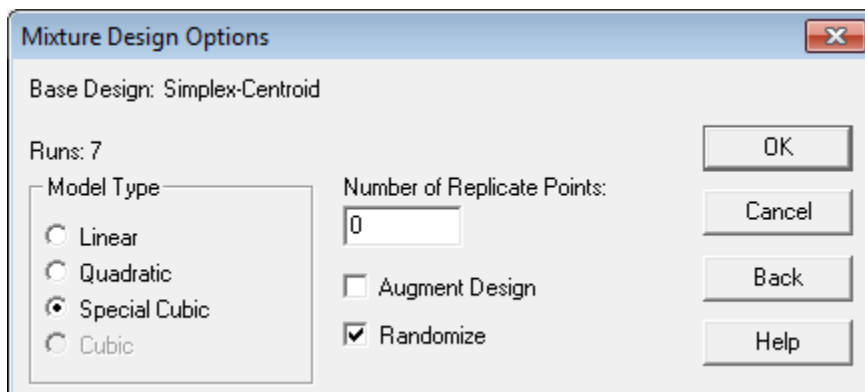 Mixture Design Options
Base Design: Simplex-Centroid
Runs: 7
Model Type
Linear
Quadratic
Special Cubic
Cubic
Number of Replicate Points:
0
Augment Design
Randomize
OK
Cancel
Back
Help